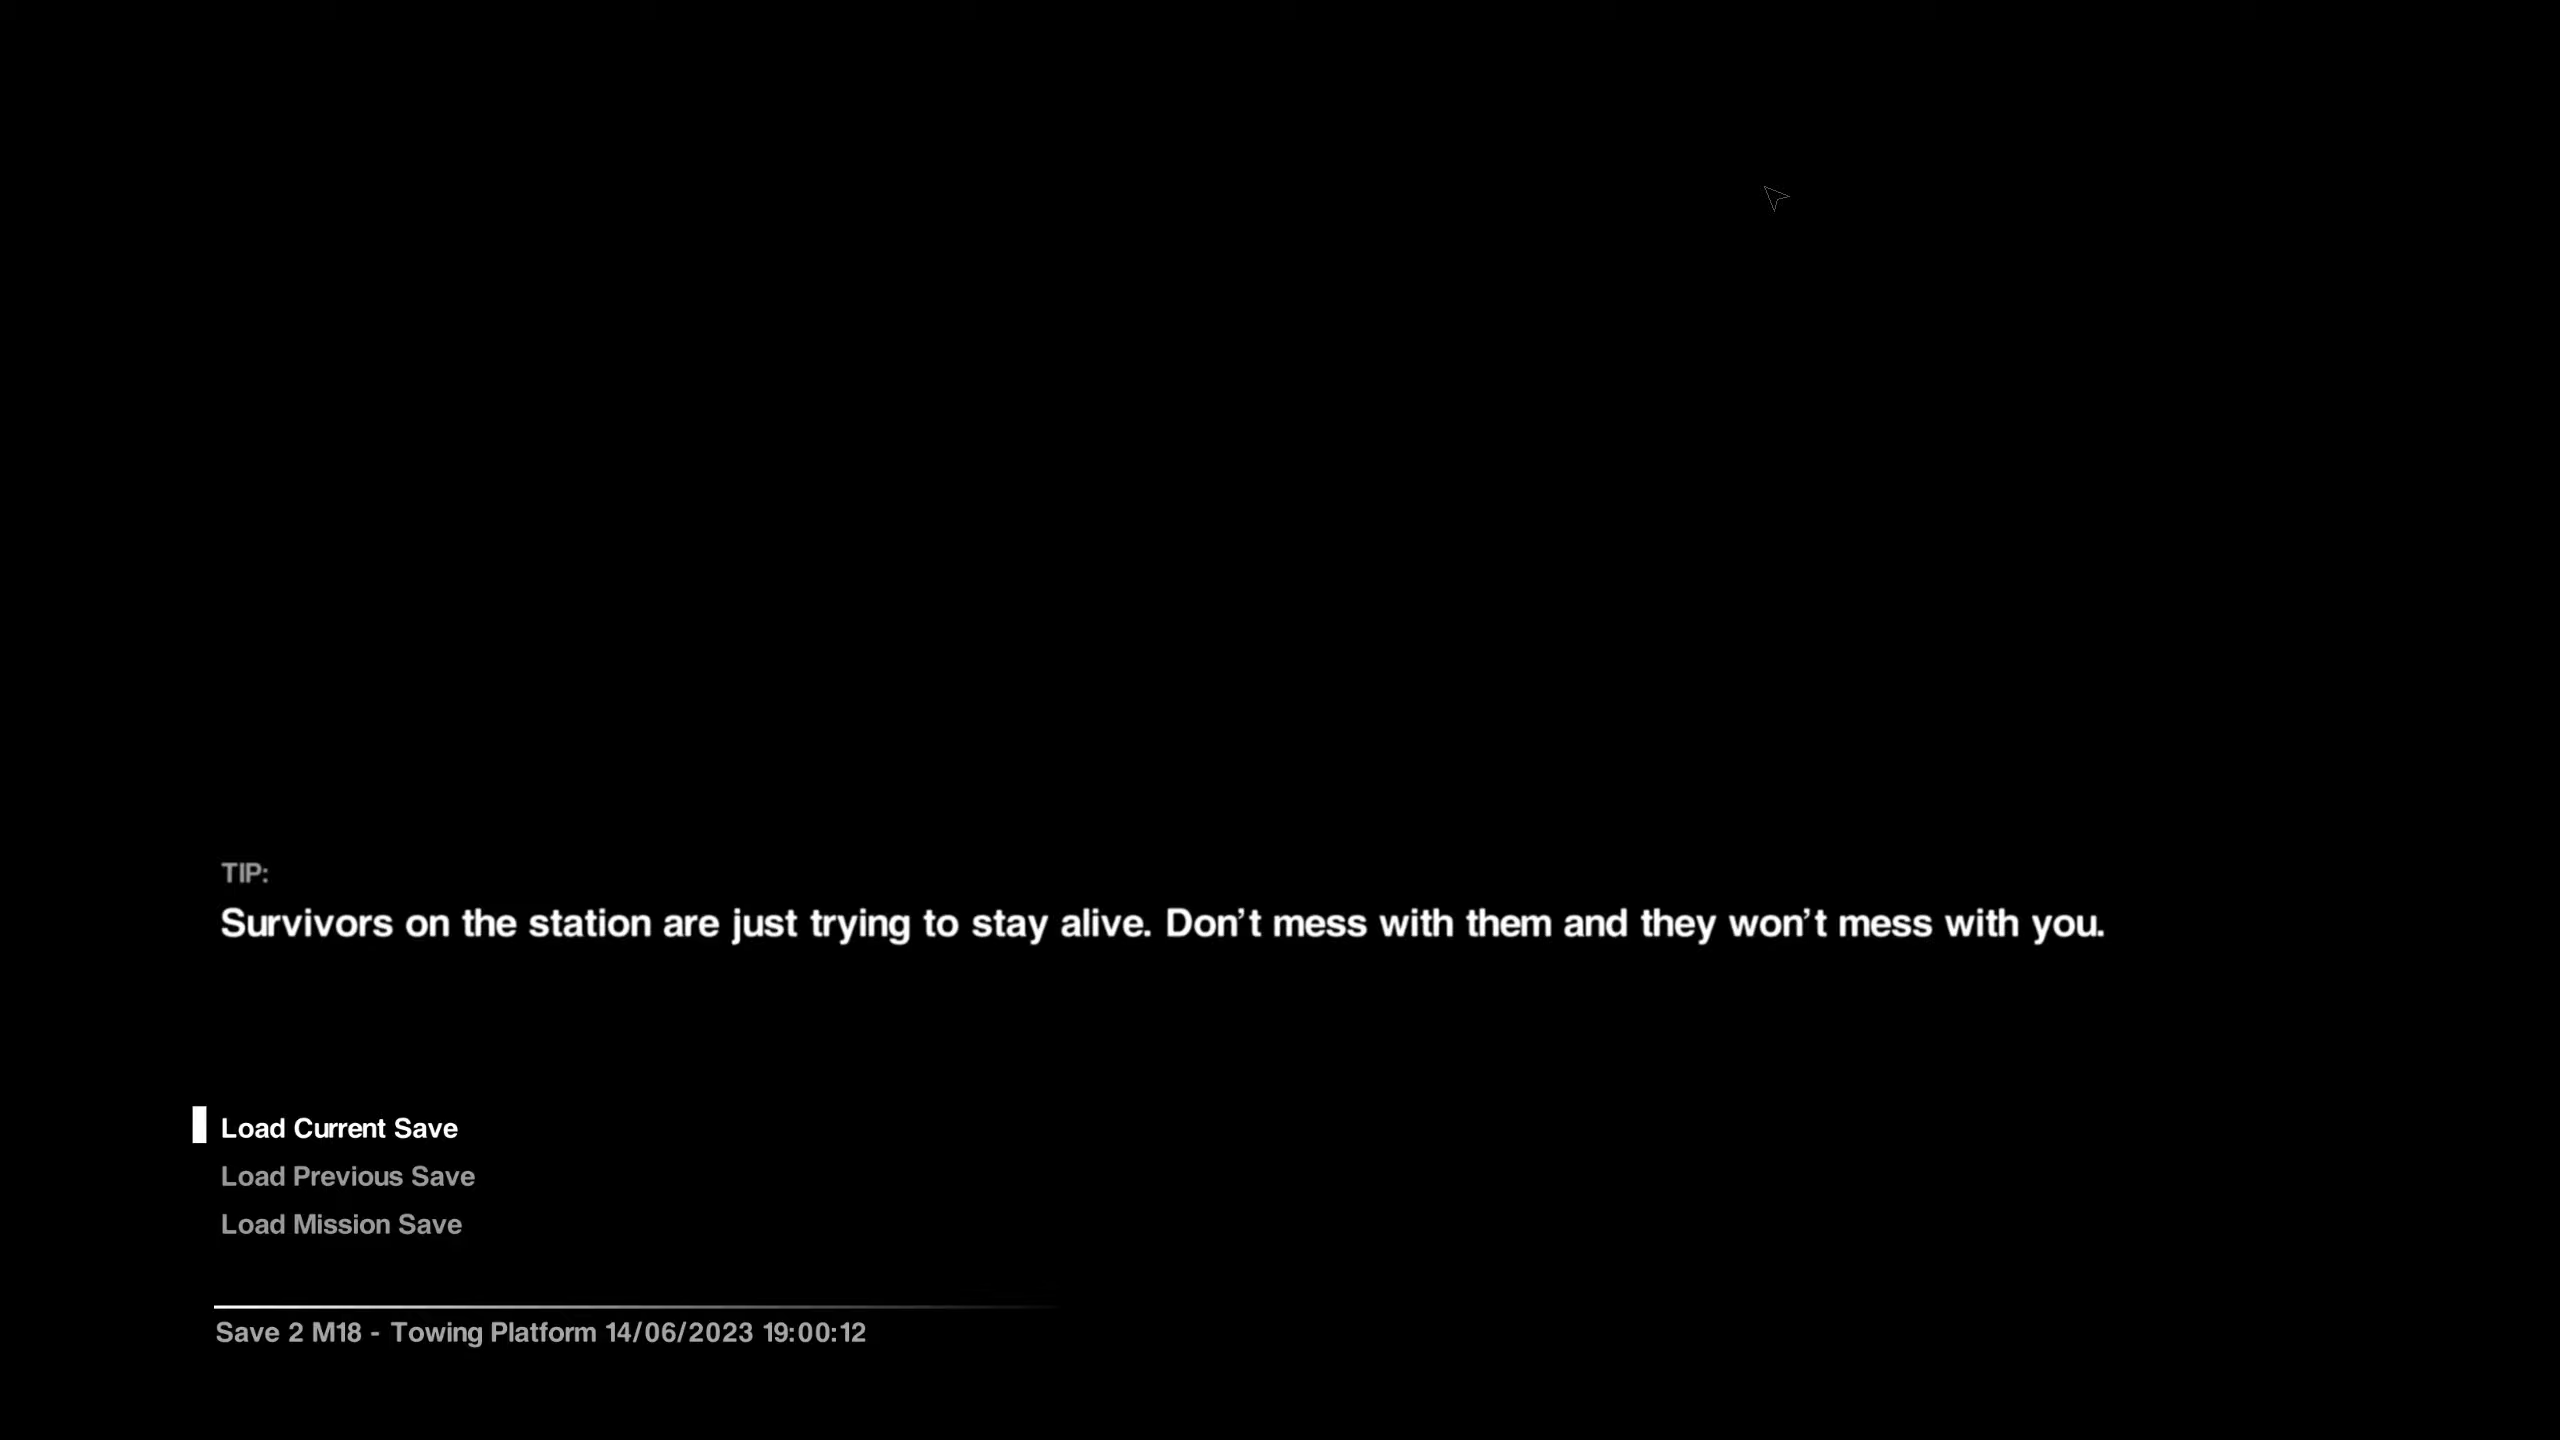 TIP:
Survivors on the station are just trying to stay alive. Don’t mess with them and they won’t mess with you.
Load Current Save
Load Previous Save
Load Mission Save
Save 2 M18 - Towing Platform 14/06/2023 19:00:12